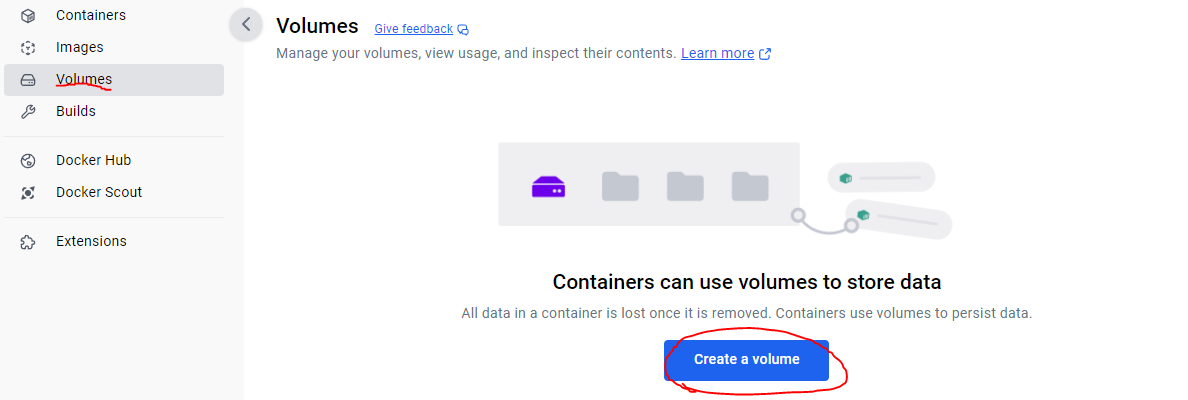 Containers
Images
Volumes
Builds
Docker Hub
Docker Scout
Extensions
Volumes Give feedback
Manage your volumes, view usage, and inspect their contents. Learn more
Containers can use volumes to store data
All data in a container is lost once it is removed. Containers use volumes to persist data.
Create a volume